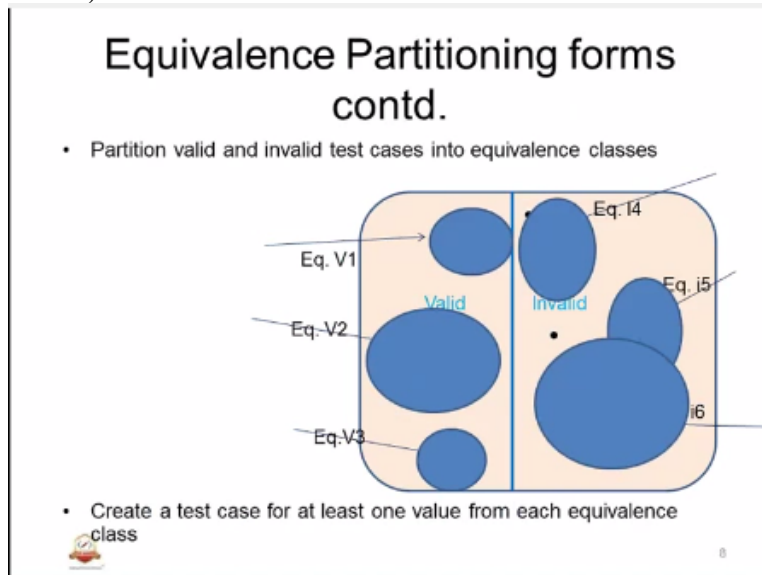 Equivalence Partitioning forms
contd.
• Partition valid and invalid test cases into equivalence classes
Eq. I4
Eq. V1
Eq. i5
Valid
Invalid
Eq. V2
i6
Eq.V3
• Create a test case for at least one value from each equivalence
class
8